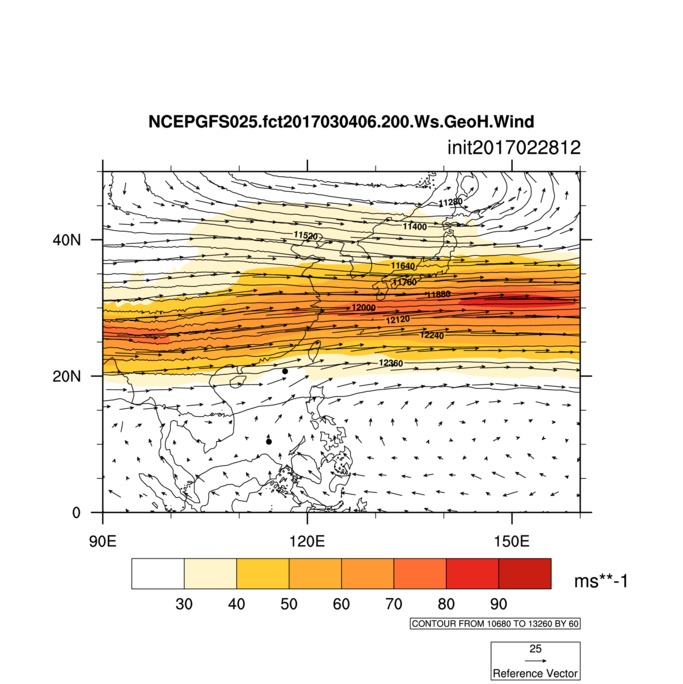 NCEPGFS025.fct2017030406.200.Ws.GeoH.Wind
init2017022812
11280
11400
11520
40N
11640
11760
11880
12000
12120
12240
12360
20N
0
90E 120E 150E
30 40 50 60 70 80 90 ms**-1
CONTOUR FROM 10680 TO 13260 BY 60
25
Reference Vector